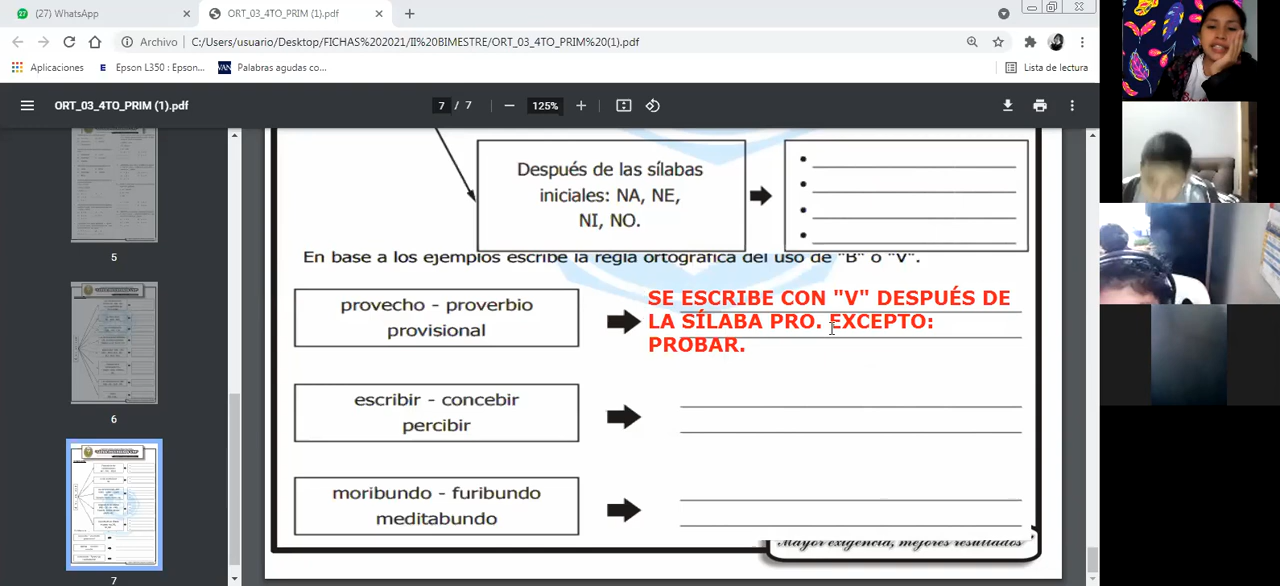 (27) WhatsApp
ORT_03_4TO_PRIM (1).pdf
Archivo
C:/Users/usuario/Desktop/FICHAS%202021/II%20BIMESTRE/ORT_03_4TO_PRIM%20(1).pdf
Aplicaciones
Epson L350 : Epson...
VAN Palabras agudas co...
Lista de lectura
ORT_03_4TO_PRIM (1).pdf
7 / 7
125%
5
6
7
Después de las sílabas
iniciales: NA, NE,
NI, NO.
En base a los ejemplos escribe la regla ortográfica del uso de "B" o "V".
provecho - proverbio
provisional
SE ESCRIBE CON "V" DESPUÉS DE
LA SÍLABA PRO. EXCEPTO:
PROBAR.
escribir - concebir
percibir
moribundo - furibundo
meditabundo
Mayor exigencia, mejores resultados